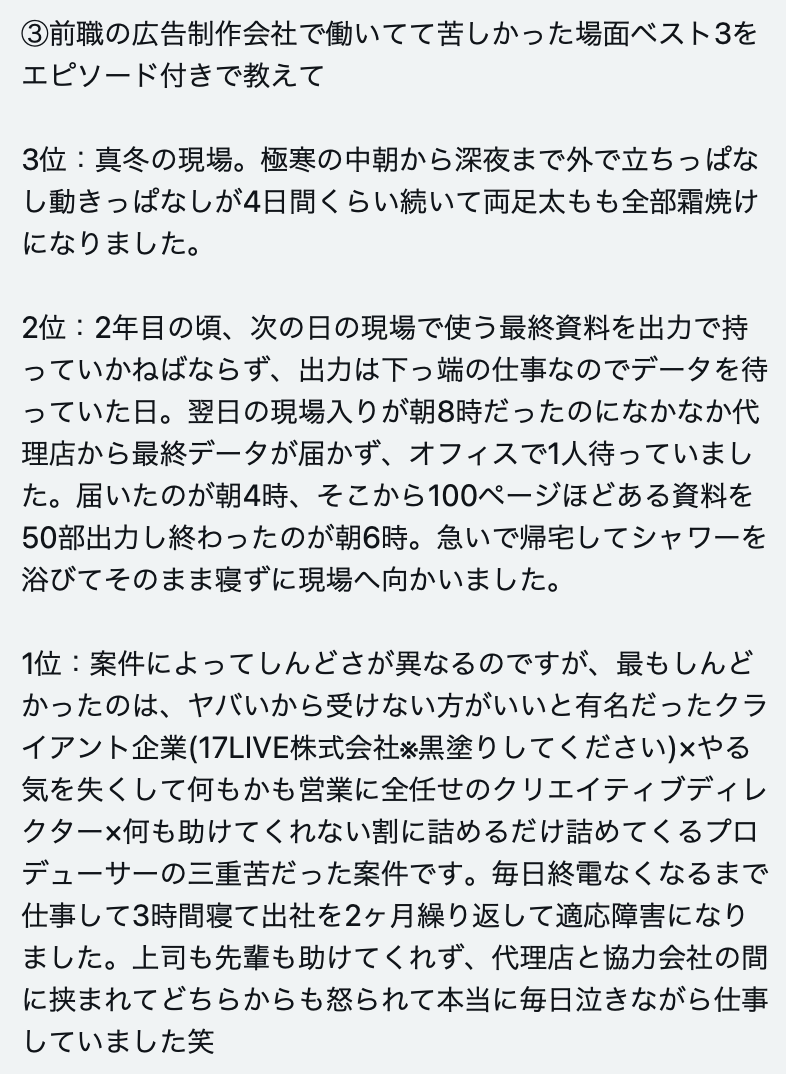 ③前職の広告制作会社で働いてて苦しかった場面ベスト3を
エピソード付きで教えて
3位：真冬の現場。極寒の中朝から深夜まで外で立ちっぱな
し動きっぱなしが4日間くらい続いて両足太もも全部霜焼け
になりました。
2位：2年目の頃、次の日の現場で使う最終資料を出力で持
っていかねばならず、出力は下っ端の仕事なのでデータを待
っていた日。翌日の現場入りが朝8時だったのになかなか代
理店から最終データが届かず、オフィスで1人待っていまし
た。届いたのが朝4時、そこから100ページほどある資料を
50部出力し終わったのが朝6時。急いで帰宅してシャワーを
浴びてそのまま寝ずに現場へ向かいました。
1位：案件によってしんどさが異なるのですが、最もしんど
かったのは、ヤバいから受けない方がいいと有名だったクラ
イアント企業(17LIVE株式会社※黒塗りしてください)×やる
気を失くして何もかも営業に全任せのクリエイティブディレ
クター×何も助けてくれない割に詰めるだけ詰めてくるプロ
デューサーの三重苦だった案件です。毎日終電なくなるまで
仕事して3時間寝て出社を2ヶ月繰り返して適応障害になり
ました。上司も先輩も助けてくれず、代理店と協力会社の間
に挟まれてどちらからも怒られて本当に毎日泣きながら仕事
していました笑